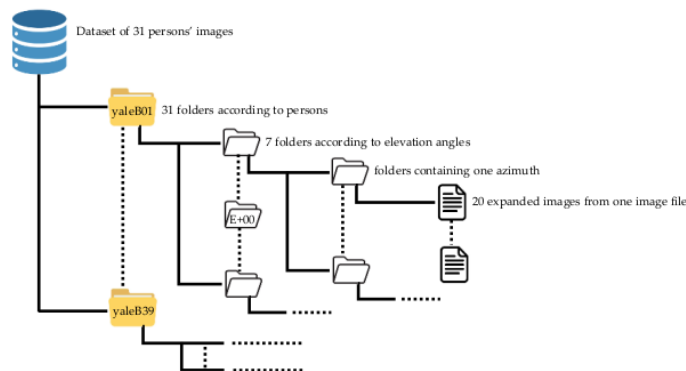 Dataset of 31 persons' images
yaleB01
31 folders according to persons
7 folders according to elevation angles
folders containing one azimuth
20 expanded images from one image file
E+00
yaleB39